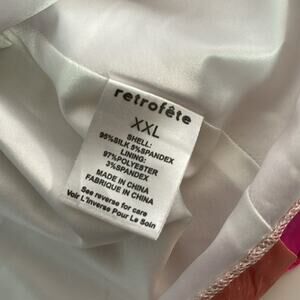 retrofête
XXL
SHELL:
95%SILK 5%SPANDEX
LINING:
97%POLYESTER
3%SPANDEX
MADE IN CHINA
FABRIQUE IN CHINA
See reverse for care
Voir L'inverse Pour Le Soin